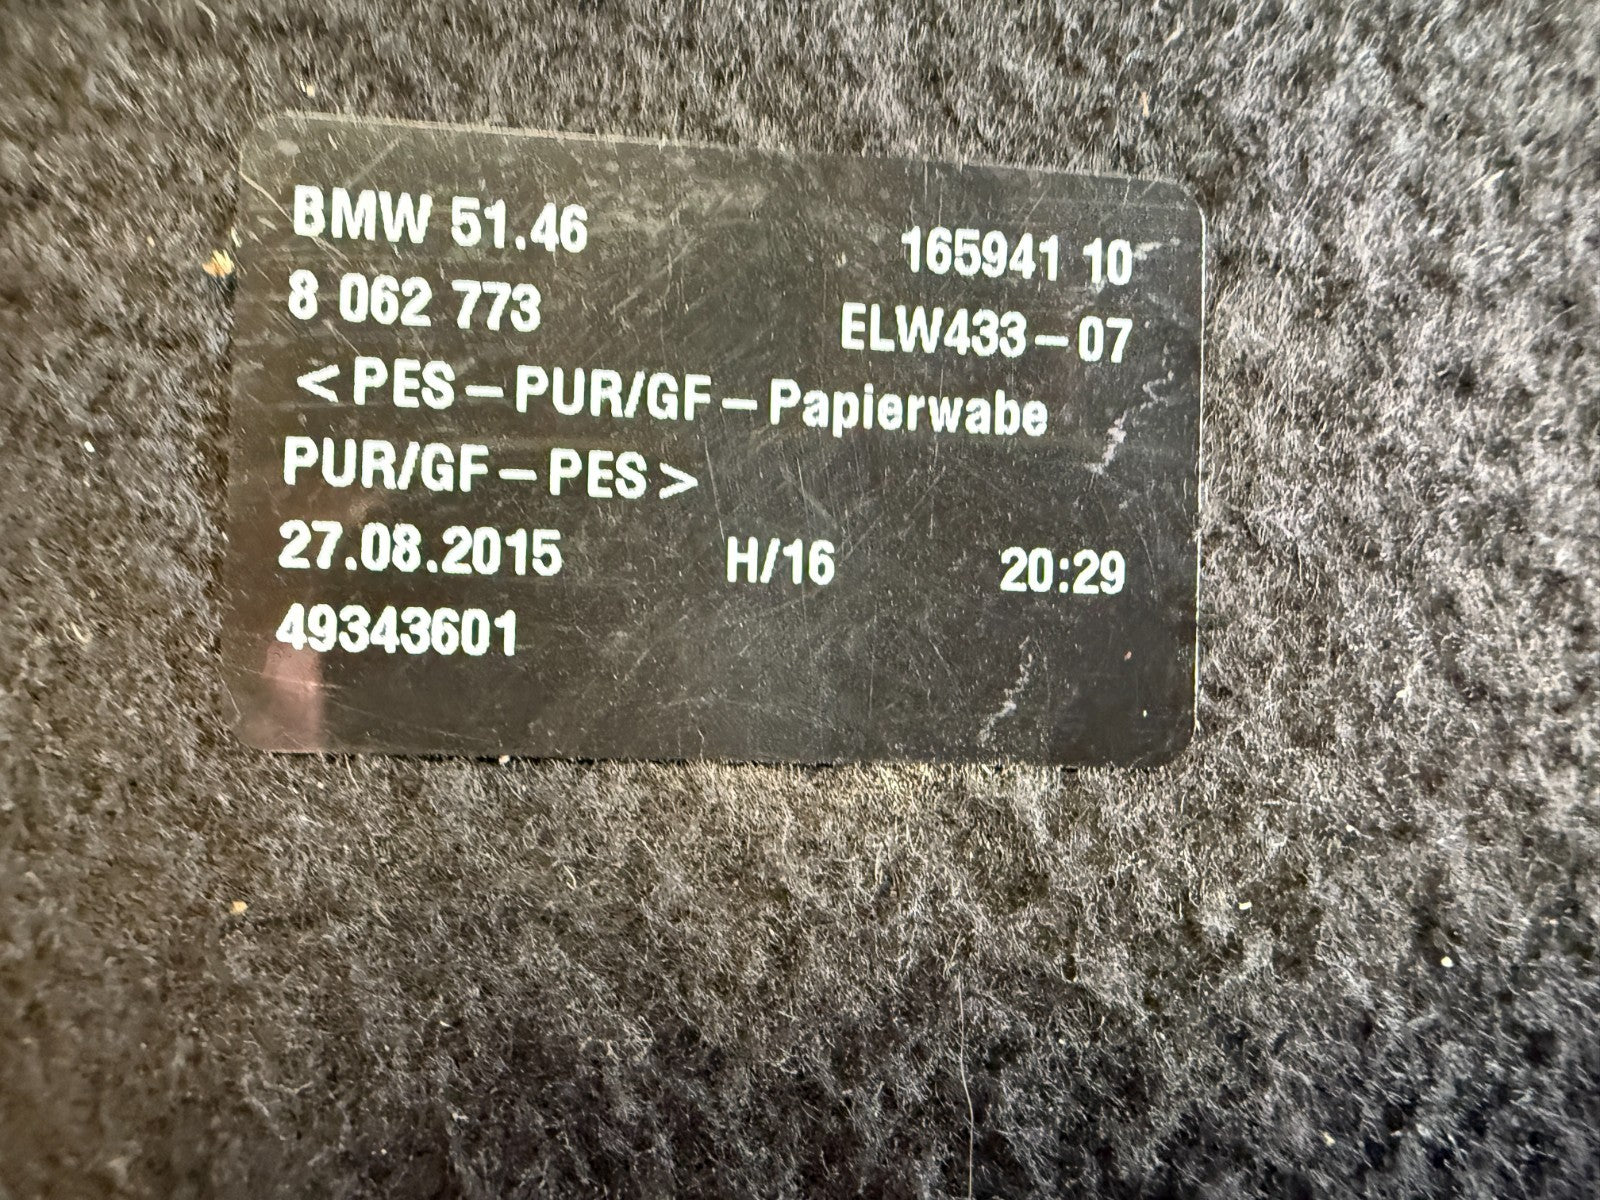 BMW 51.46 165941 10
8 062 773 ELW433-07
<PES-PUR/GF-Papierwabe
PUR/GF-PES>
27.08.2015 H/16 20:29
49343601